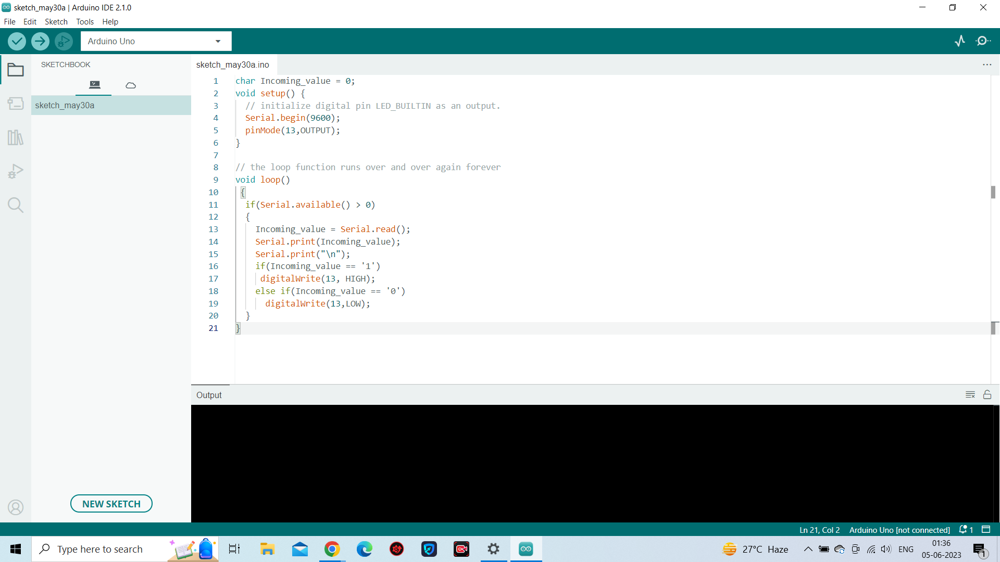 sketch_may30a | Arduino IDE 2.1.0
File Edit Sketch Tools Help
Arduino Uno
SKETCHBOOK
sketch_may30a
NEW SKETCH
sketch_may30a.ino
1 char Incoming_value = 0;
2 void setup() {
3 // initialize digital pin LED_BUILTIN as an output.
4 Serial.begin(9600);
5 pinMode(13,OUTPUT);
6 }
7
8 // the loop function runs over and over again forever
9 void loop()
10 {
11 if(Serial.available() > 0)
12 {
13 Incoming_value = Serial.read();
14 Serial.print(Incoming_value);
15 Serial.print("\n");
16 if(Incoming_value == '1')
17 digitalWrite(13, HIGH);
18 else if(Incoming_value == '0')
19 digitalWrite(13,LOW);
20 }
21 }
Output
Ln 21, Col 2 Arduino Uno [not connected] 1
Type here to search
27°C Haze
ENG
01:36
05-06-2023
1